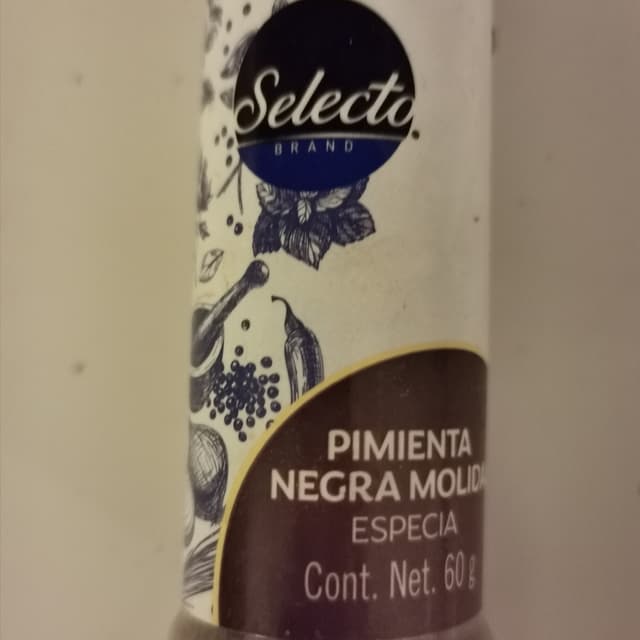 Selecto
BRAND
PIMIENTA
NEGRA MOLIDA
ESPECIA
Cont. Net. 60 g